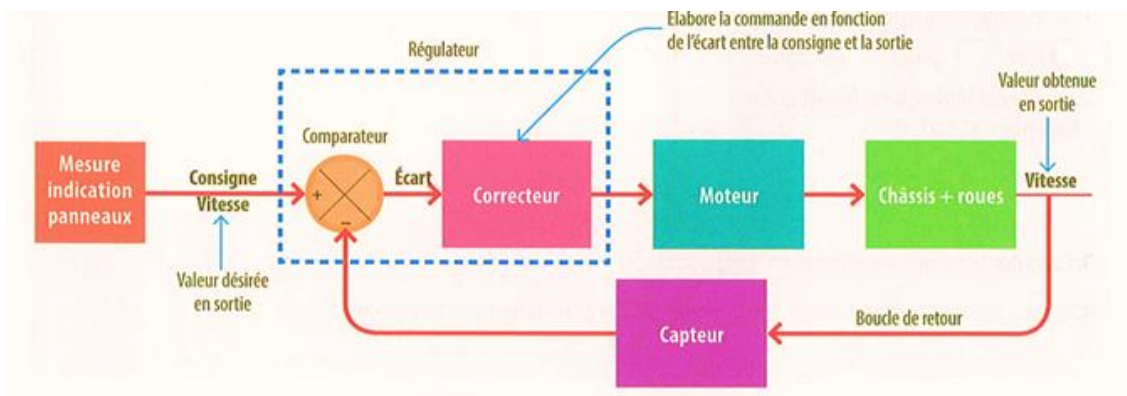 Elabore la commande en fonction
de l'écart entre la consigne et la sortie
Régulateur
Valeur obtenue
en sortie
Comparateur
Mesure
indication
panneaux
Consigne
Vitesse
+
−
Écart
Correcteur
Moteur
Châssis + roues
Vitesse
Valeur désirée
en sortie
Capteur
Boucle de retour